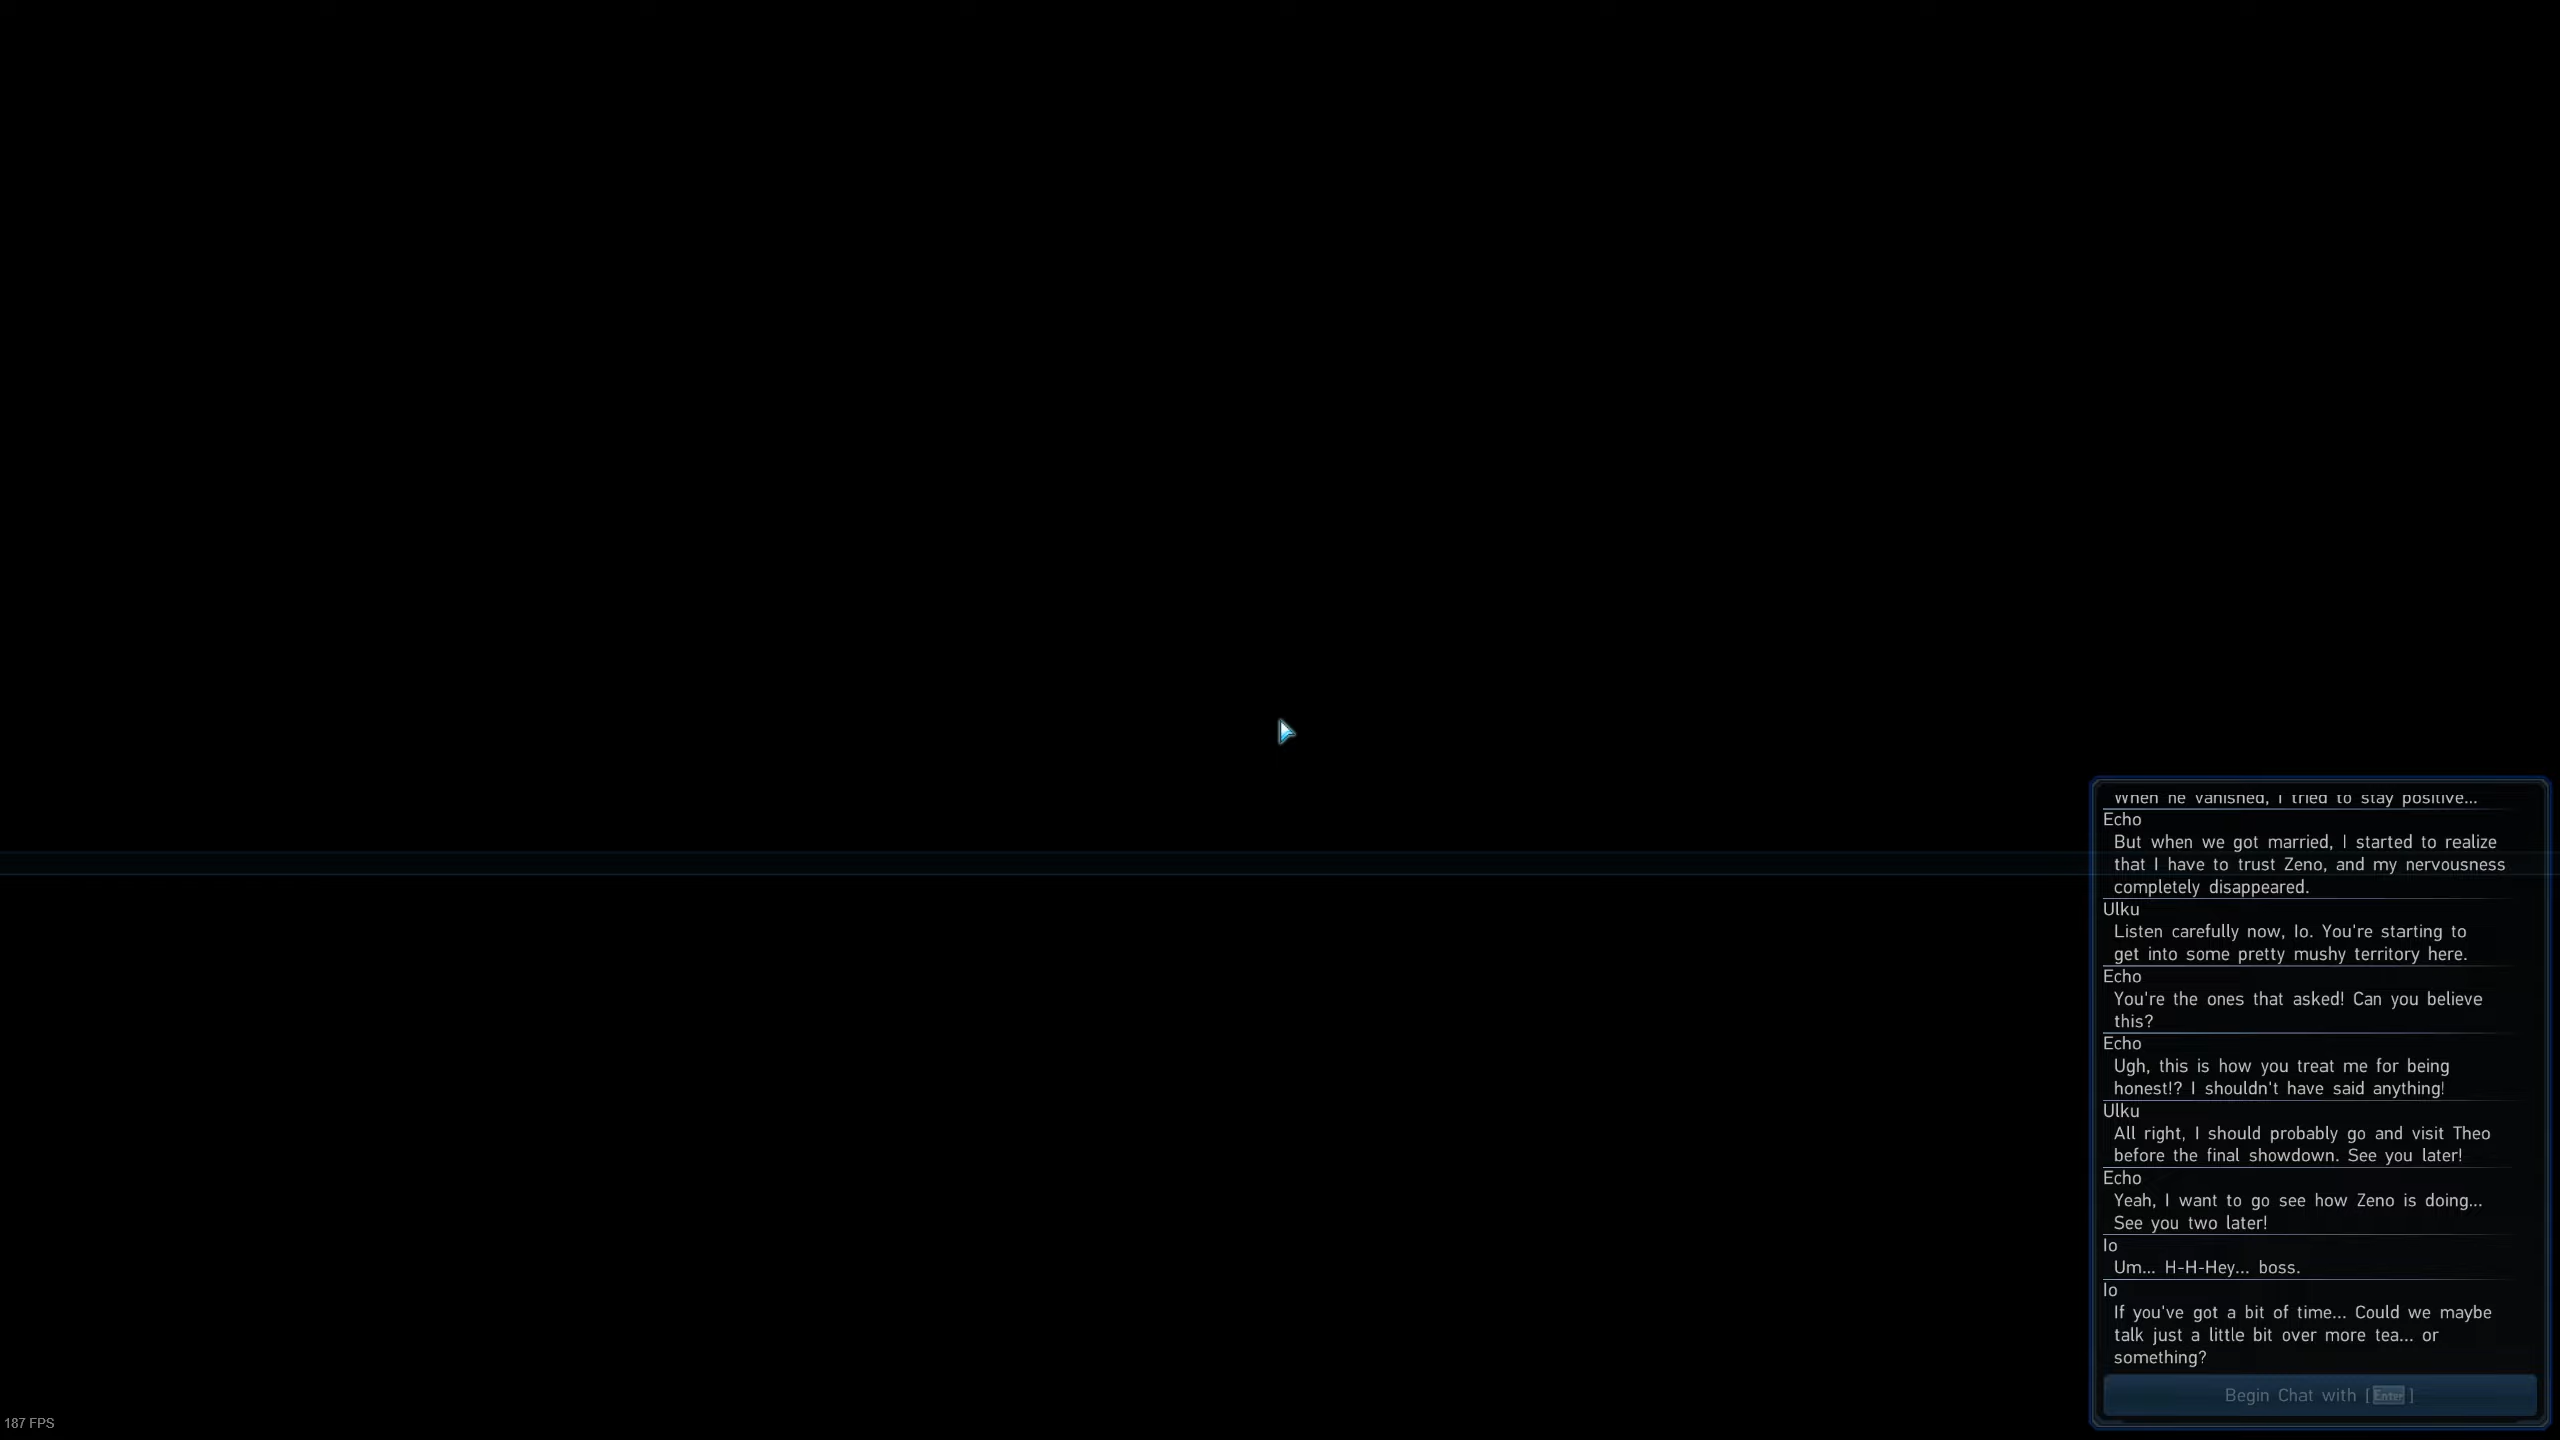 When he vanished, I tried to stay positive...
Echo
But when we got married, I started to realize
that I have to trust Zeno, and my nervousness
completely disappeared.
Ulku
Listen carefully now, Io. You're starting to
get into some pretty mushy territory here.
Echo
You're the ones that asked! Can you believe
this?
Echo
Ugh, this is how you treat me for being
honest!? I shouldn't have said anything!
Ulku
All right, I should probably go and visit Theo
before the final showdown. See you later!
Echo
Yeah, I want to go see how Zeno is doing...
See you two later!
Io
Um... H-H-Hey... boss.
Io
If you've got a bit of time... Could we maybe
talk just a little bit over more tea... or
something?
Begin Chat with [Enter]
187 FPS